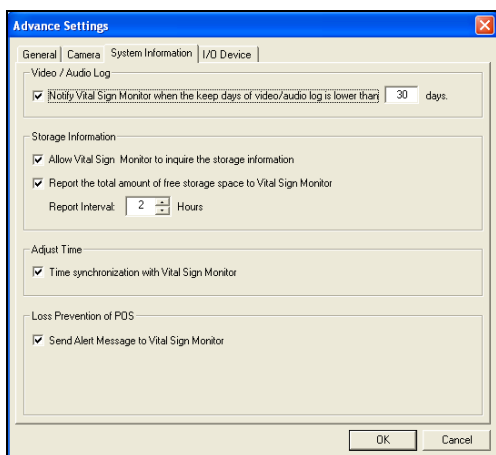 Advance Settings
General Camera System Information I/O Device
Video / Audio Log
Notify Vital Sign Monitor when the keep days of video/audio log is lower than 30 days.
Storage Information
Allow Vital Sign Monitor to inquire the storage information
Report the total amount of free storage space to Vital Sign Monitor
Report Interval: 2 Hours
Adjust Time
Time synchronization with Vital Sign Monitor
Loss Prevention of POS
Send Alert Message to Vital Sign Monitor
OK Cancel